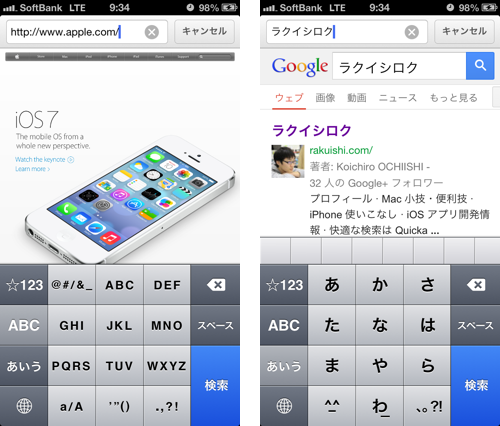 SoftBank LTE 9:34 98%
http://www.apple.com/
キャンセル
iOS 7
The mobile OS from a
whole new perspective.
Watch the keynote
Learn more
☆123 @#/&_ ABC DEF
ABC GHI JKL MNO スペース
あいう PQRS TUV WXYZ 検索
a/A '"() .,?!
SoftBank LTE 9:34 98%
ラクイシロク
キャンセル
Google ラクイシロク
ウェブ 画像 動画 ニュース もっと見る
ラクイシロク
rakuishi.com/
著者: Koichiro OCHIISHI -
32 人の Google+ フォロワー
プロフィール · Mac 小技・便利技 ·
iPhone 使いこなし · iOS アプリ開発情
報 · 快適な検索は Quicka ...
☆123 あ か さ
ABC た な は スペース
あいう ま や ら 検索
^^ わ_ 、。?!